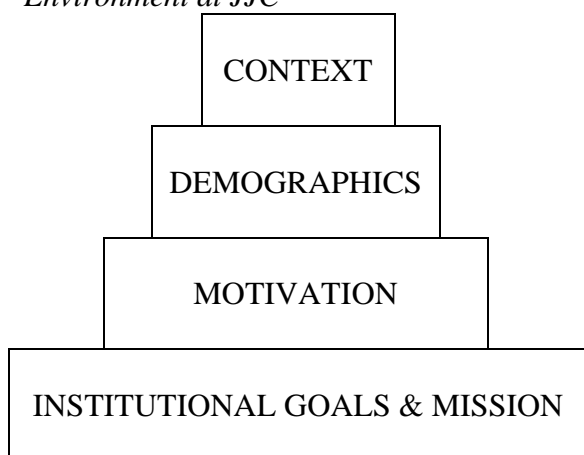 Environment at JJC
CONTEXT
DEMOGRAPHICS
MOTIVATION
INSTITUTIONAL GOALS & MISSION